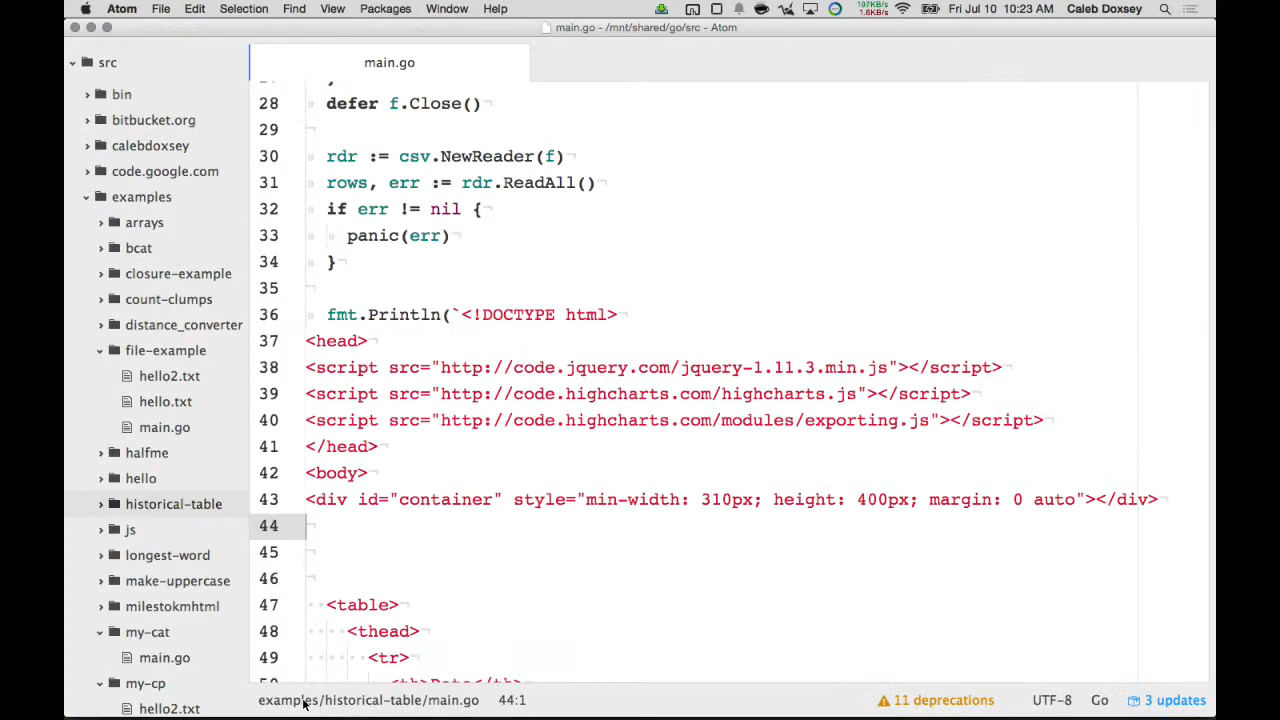 Atom File Edit Selection Find View Packages Window Help 197KB/s 1.6KB/s Fri Jul 10 10:23 AM Caleb Doxsey
main.go - /mnt/shared/go/src - Atom
src
bin
bitbucket.org
calebdoxsey
code.google.com
examples
arrays
bcat
closure-example
count-clumps
distance_converter
file-example
hello2.txt
hello.txt
main.go
halfme
hello
historical-table
js
longest-word
make-uppercase
milestokmhtml
my-cat
main.go
my-cp
hello2.txt
main.go
28 defer f.Close()
29
30 rdr := csv.NewReader(f)
31 rows, err := rdr.ReadAll()
32 if err != nil {
33 panic(err)
34 }
35
36 fmt.Println(`<!DOCTYPE html>
37 <head>
38 <script src="http://code.jquery.com/jquery-1.11.3.min.js"></script>
39 <script src="http://code.highcharts.com/highcharts.js"></script>
40 <script src="http://code.highcharts.com/modules/exporting.js"></script>
41 </head>
42 <body>
43 <div id="container" style="min-width: 310px; height: 400px; margin: 0 auto"></div>
44
45
46
47 <table>
48 <thead>
49 <tr>
50 <th>Date</th>
examples/historical-table/main.go 44:1 11 deprecations UTF-8 Go 3 updates